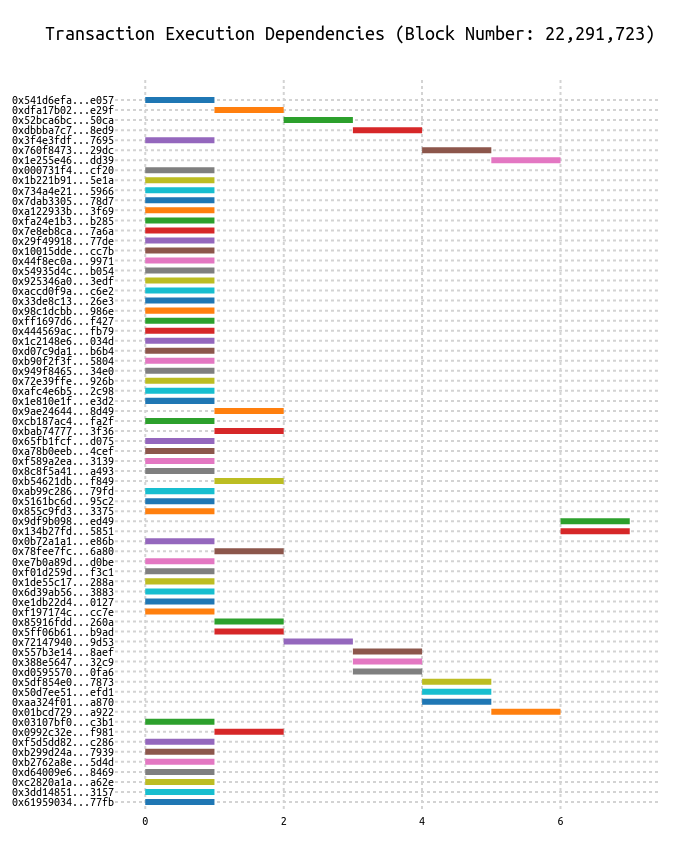 Transaction Execution Dependencies (Block Number: 22,291,723)
0x541d6efa...e057
0xdfa17b02...e29f
0x52bca6bc...50ca
0xdbbba7c7...8ed9
0x3f4e3fdf...7695
0x760f8473...29dc
0x1e255e46...dd39
0x000731f4...cf20
0x1b221b91...5e1a
0x734a4e21...5966
0x7dab3305...78d7
0xa122933b...3f69
0xfa24e1b3...b285
0x7e8eb8ca...7a6a
0x29f49918...77de
0x10015dde...cc7b
0x44f8ec0a...9971
0x54935d4c...b054
0x925346a0...3edf
0xaccd0f9a...c6e2
0x33de8c13...26e3
0x98c1dcbb...986e
0xff1697d6...f427
0x444569ac...fb79
0x1c2148e6...034d
0xd07c9da1...b6b4
0xb90f2f3f...5804
0x949f8465...34e0
0x72e39ffe...926b
0xafc4e6b5...2c98
0x1e810e1f...e3d2
0x9ae24644...8d49
0xcb187ac4...fa2f
0xbab74777...3f36
0x65fb1fcf...d075
0xa78b0eeb...4cef
0xf589a2ea...3139
0x8c8f5a41...a493
0xb54621db...f849
0xab99c286...79fd
0x5161bc6d...95c2
0x855c9fd3...3375
0x9df9b098...ed49
0x134b27fd...5851
0x0b72a1a1...e86b
0x78fee7fc...6a80
0xe7b0a89d...d0be
0xf01d259d...f3c1
0x1de55c17...288a
0x6d39ab56...3883
0xe1db22d4...0127
0xf197174c...cc7e
0x85916fdd...260a
0x5ff06b61...b9ad
0x72147940...9d53
0x557b3e14...8aef
0x388e5647...32c9
0xd0595570...0fa6
0x5df854e0...7873
0x50d7ee51...efd1
0xaa324f01...a870
0x01bcd729...a922
0x03107bf0...c3b1
0x0992c32e...f981
0xf5d5dd82...c286
0xb299d24a...7939
0xb2762a8e...5d4d
0xd64009e6...8469
0xc2820a1a...a62e
0x3dd14851...3157
0x61959034...77fb
0 2 4 6